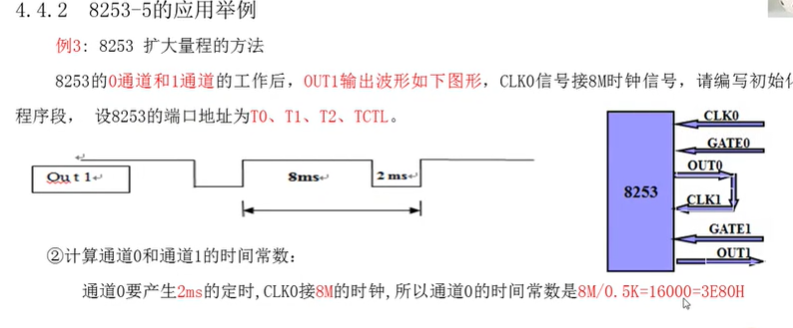 4.4.2 8253-5的应用举例
例3: 8253 扩大量程的方法
8253的0通道和1通道的工作后，OUT1输出波形如下图形，CLK0信号接8M时钟信号，请编写初始化
程序段， 设8253的端口地址为T0、T1、T2、TCTL。
CLK0
GATE0
OUT0
Out1
8ms
2ms
8253
CLK1
GATE1
OUT1
②计算通道0和通道1的时间常数：
通道0要产生2ms的定时,CLK0接8M的时钟,所以通道0的时间常数是8M/0.5K=16000=3E80H